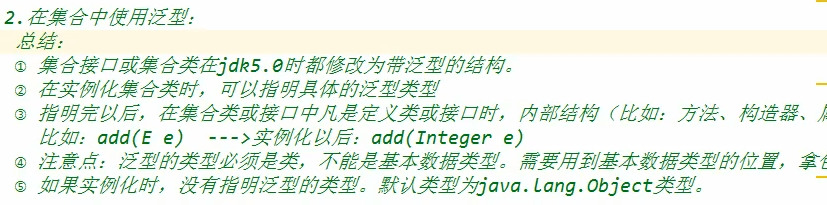 2.在集合中使用泛型：
总结：
① 集合接口或集合类在jdk5.0时都修改为带泛型的结构。
② 在实例化集合类时，可以指明具体的泛型类型
③ 指明完以后，在集合类或接口中凡是定义类或接口时，内部结构（比如：方法、构造器、
比如：add(E e)  --->实例化以后：add(Integer e)
④ 注意点：泛型的类型必须是类，不能是基本数据类型。需要用到基本数据类型的位置，拿
⑤ 如果实例化时，没有指明泛型的类型。默认类型为java.lang.Object类型。